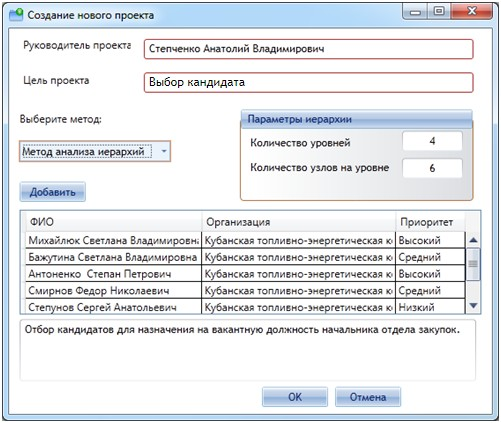 Создание нового проекта
Руководитель проекта
Степченко Анатолий Владимирович
Цель проекта
Выбор кандидата
Выберите метод:
Параметры иерархии
Метод анализа иерархий
Количество уровней 4
Количество узлов на уровне 6
Добавить
ФИО Организация Приоритет
Михайлюк Светлана Владимировна Кубанская топливно-энергетическая к Высокий
Бажутина Светлана Владимировна Кубанская топливно-энергетическая к Средний
Антоненко Степан Петрович Кубанская топливно-энергетическая к Высокий
Смирнов Федор Николаевич Кубанская топливно-энергетическая к Средний
Степунов Сергей Анатольевич Кубанская топливно-энергетическая к Низкий
Отбор кандидатов для назначения на вакантную должность начальника отдела закупок.
OK Отмена